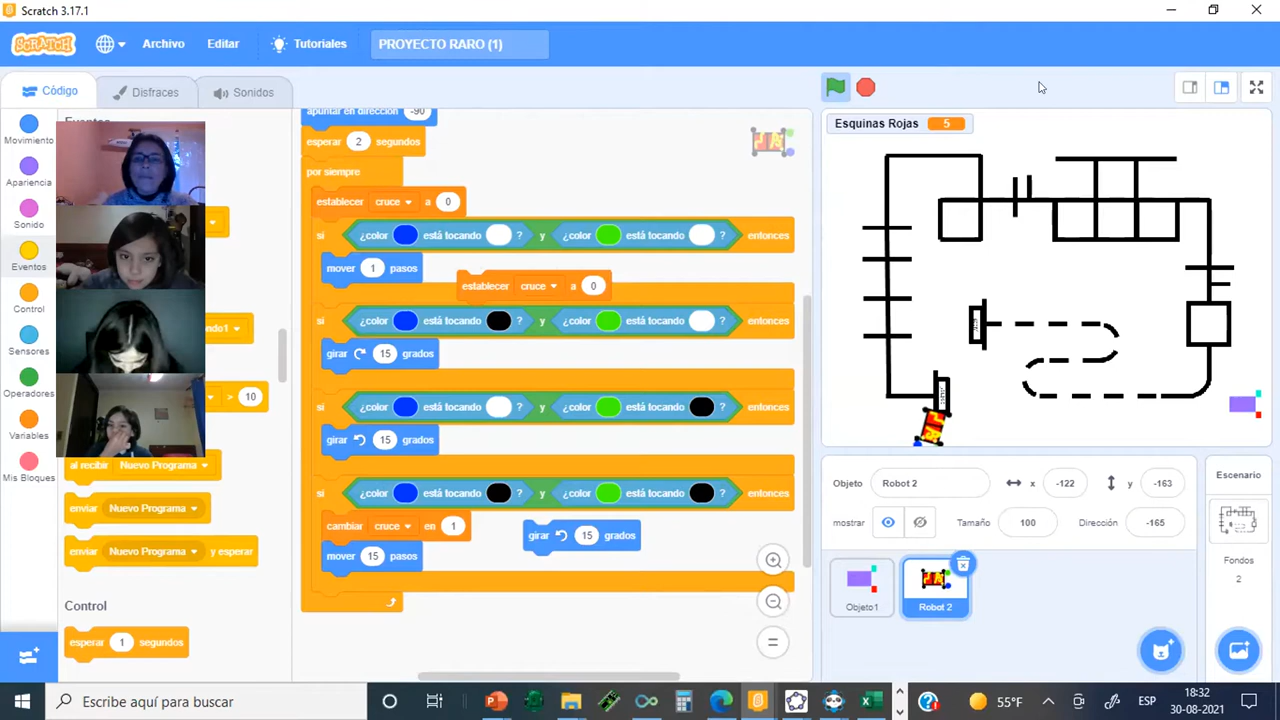 Scratch 3.17.1
SCRATCH
Archivo
Editar
Tutoriales
PROYECTO RARO (1)
Código
Disfraces
Sonidos
Movimiento
Apariencia
Sonido
Eventos
Control
Sensores
Operadores
Variables
Mis Bloques
Eventos
> 10
al recibir Nuevo Programa
enviar Nuevo Programa
enviar Nuevo Programa y esperar
Control
esperar 1 segundos
apuntar en dirección -90
esperar 2 segundos
por siempre
establecer cruce a 0
si ¿color está tocando ? y ¿color está tocando ? entonces
mover 1 pasos
establecer cruce a 0
si ¿color está tocando ? y ¿color está tocando ? entonces
girar 15 grados
si ¿color está tocando ? y ¿color está tocando ? entonces
girar 15 grados
si ¿color está tocando ? y ¿color está tocando ? entonces
cambiar cruce en 1
girar 15 grados
mover 15 pasos
Esquinas Rojas 5
Objeto
Robot 2
x -122
y -163
mostrar
Tamaño 100
Dirección -165
Objeto1
Robot 2
Escenario
Fondos
2
Escribe aquí para buscar
55°F
ESP
18:32
30-08-2021